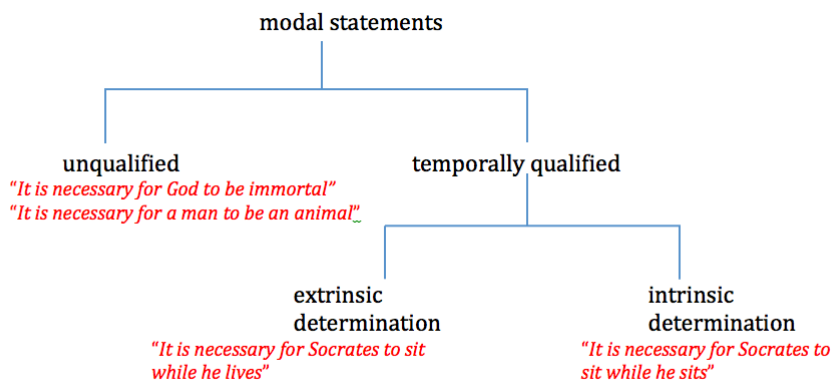 modal statements
unqualified
temporally qualified
“It is necessary for God to be immortal”
“It is necessary for a man to be an animal”
extrinsic
determination
intrinsic
determination
“It is necessary for Socrates to sit
while he lives”
“It is necessary for Socrates to
sit while he sits”